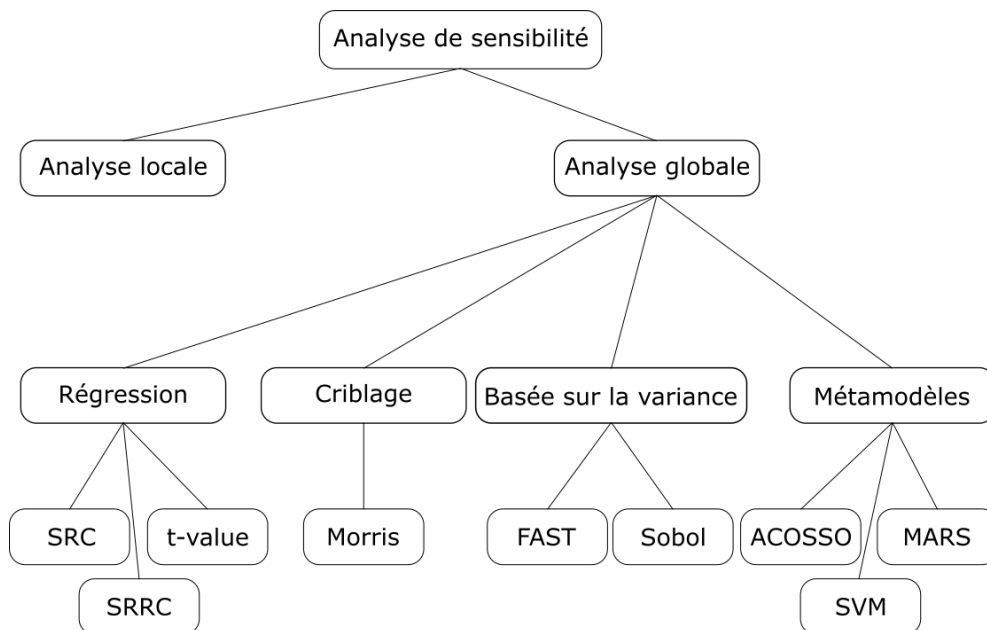 Analyse de sensibilité
Analyse locale
Analyse globale
Régression
Criblage
Basée sur la variance
Métamodèles
SRC
t-value
Morris
FAST
Sobol
ACOSSO
MARS
SRRC
SVM